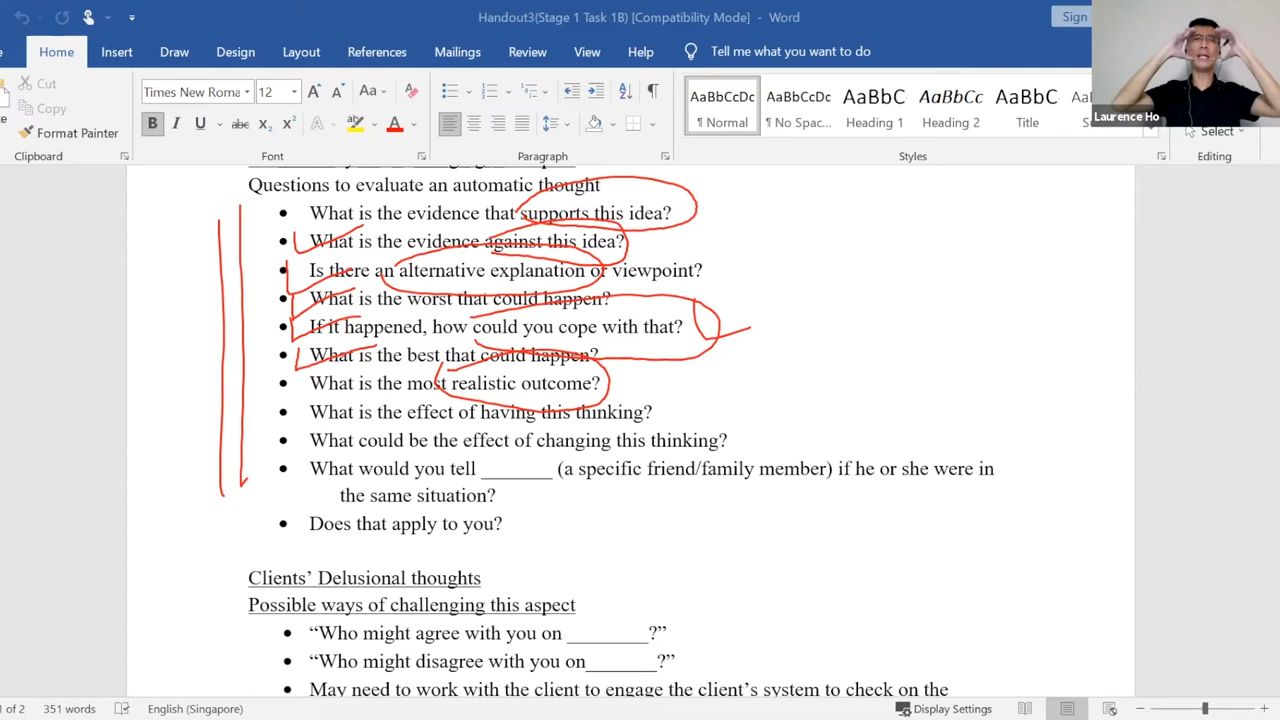 Handout3(Stage 1 Task 1B) [Compatibility Mode] - Word
Sign
Home Insert Draw Design Layout References Mailings Review View Help Tell me what you want to do
Cut
Copy
Format Painter
Clipboard
Times New Roma 12
Aa
B I U abc X2 X2 A A
Font
Paragraph
AaBbCcDc AaBbCcDc AaBbC AaBbCc AaBbC
¶ Normal ¶ No Spac... Heading 1 Heading 2 Title
Styles
Laurence Ho
Select
Editing
Questions to evaluate an automatic thought
• What is the evidence that supports this idea?
• What is the evidence against this idea?
• Is there an alternative explanation or viewpoint?
• What is the worst that could happen?
• If it happened, how could you cope with that?
• What is the best that could happen?
• What is the most realistic outcome?
• What is the effect of having this thinking?
• What could be the effect of changing this thinking?
• What would you tell _______ (a specific friend/family member) if he or she were in
the same situation?
• Does that apply to you?
Clients’ Delusional thoughts
Possible ways of challenging this aspect
• “Who might agree with you on ________?”
• “Who might disagree with you on_______?”
• May need to work with the client to engage the client’s system to check on the
1 of 2 351 words English (Singapore) Display Settings